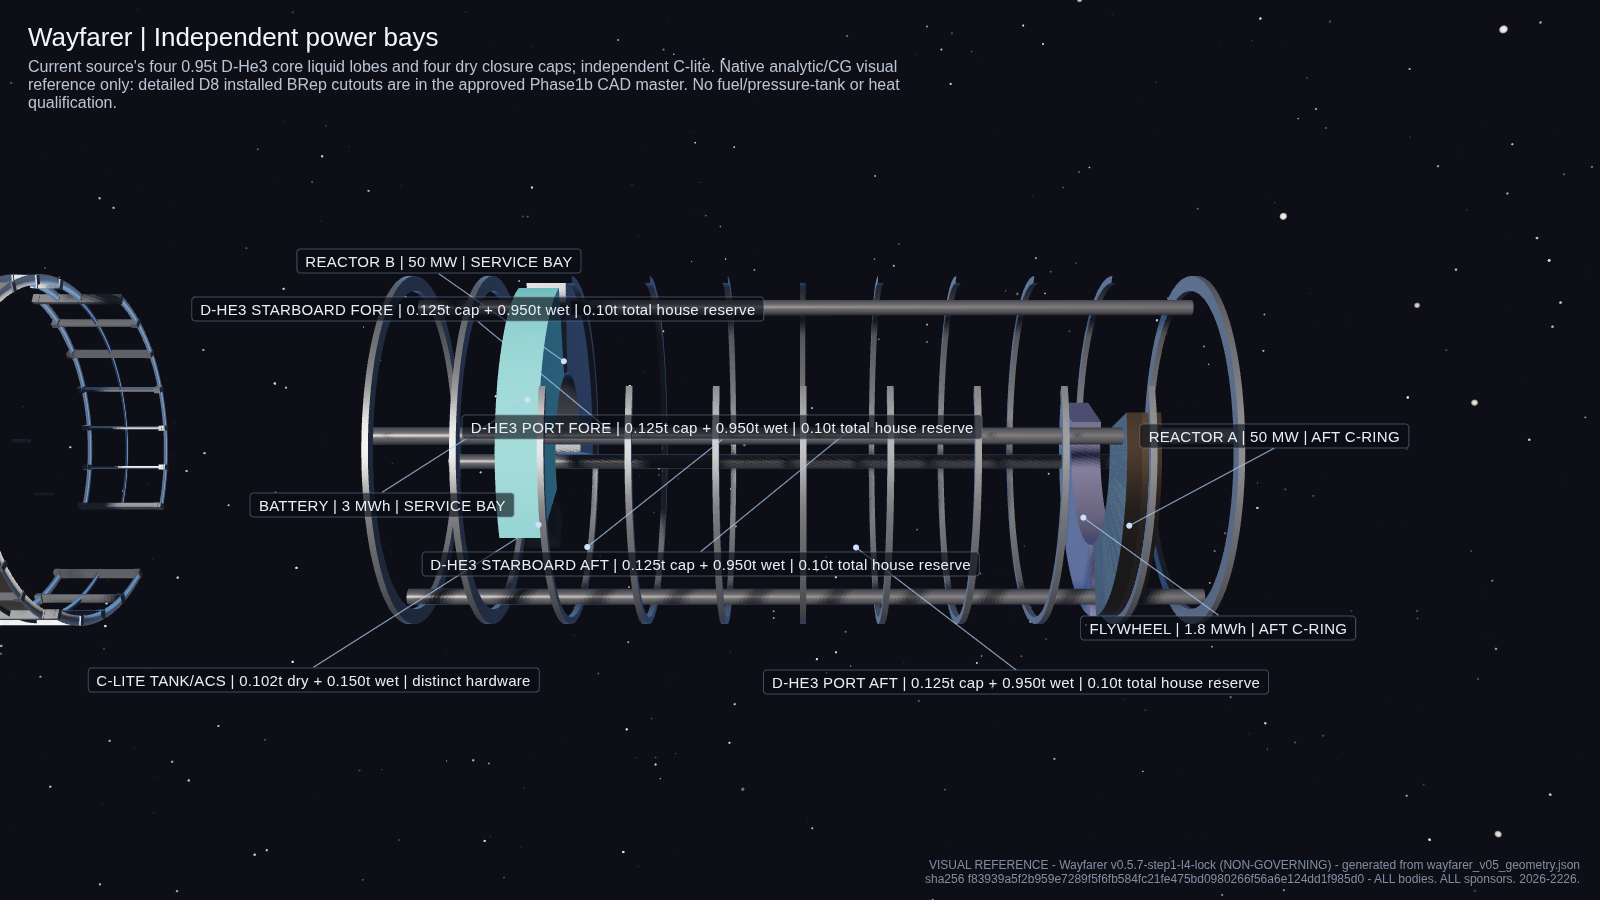 Wayfarer | Independent power bays
Current source's four 0.95t D-He3 core liquid lobes and four dry closure caps; independent C-lite. Native analytic/CG visual
reference only: detailed D8 installed BRep cutouts are in the approved Phase1b CAD master. No fuel/pressure-tank or heat
qualification.
REACTOR B | 50 MW | SERVICE BAY
D-HE3 STARBOARD FORE | 0.125t cap + 0.950t wet | 0.10t total house reserve
D-HE3 PORT FORE | 0.125t cap + 0.950t wet | 0.10t total house reserve
REACTOR A | 50 MW | AFT C-RING
BATTERY | 3 MWh | SERVICE BAY
D-HE3 STARBOARD AFT | 0.125t cap + 0.950t wet | 0.10t total house reserve
FLYWHEEL | 1.8 MWh | AFT C-RING
C-LITE TANK/ACS | 0.102t dry + 0.150t wet | distinct hardware
D-HE3 PORT AFT | 0.125t cap + 0.950t wet | 0.10t total house reserve
VISUAL REFERENCE - Wayfarer v0.5.7-step1-I4-lock (NON-GOVERNING) - generated from wayfarer_v05_geometry.json
sha256 f83939a5f2b959e7289f5f6fb584fc21fe475bd0980266f56a6e124dd1f985d0 - ALL bodies. ALL sponsors. 2026-2226.